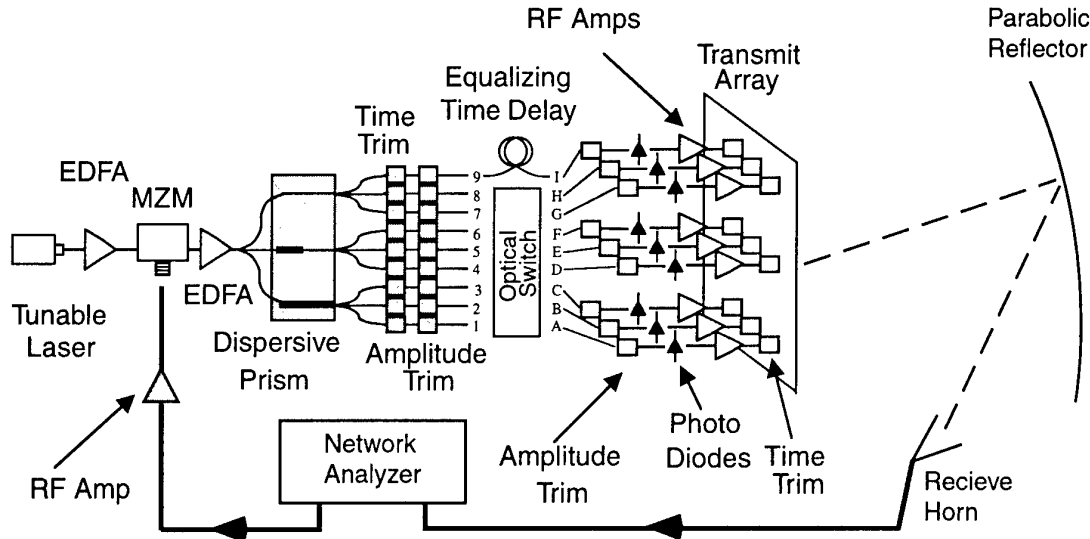 RF Amps
Parabolic
Reflector
Transmit
Array
Equalizing
Time Delay
Time
Trim
EDFA
MZM
9
8
7
6
5
4
3
2
1
Optical
Switch
I
H
G
F
E
D
C
B
A
EDFA
Tunable
Laser
Dispersive
Prism
Amplitude
Trim
Network
Analyzer
RF Amp
Amplitude
Trim
Photo
Diodes
Time
Trim
Recieve
Horn